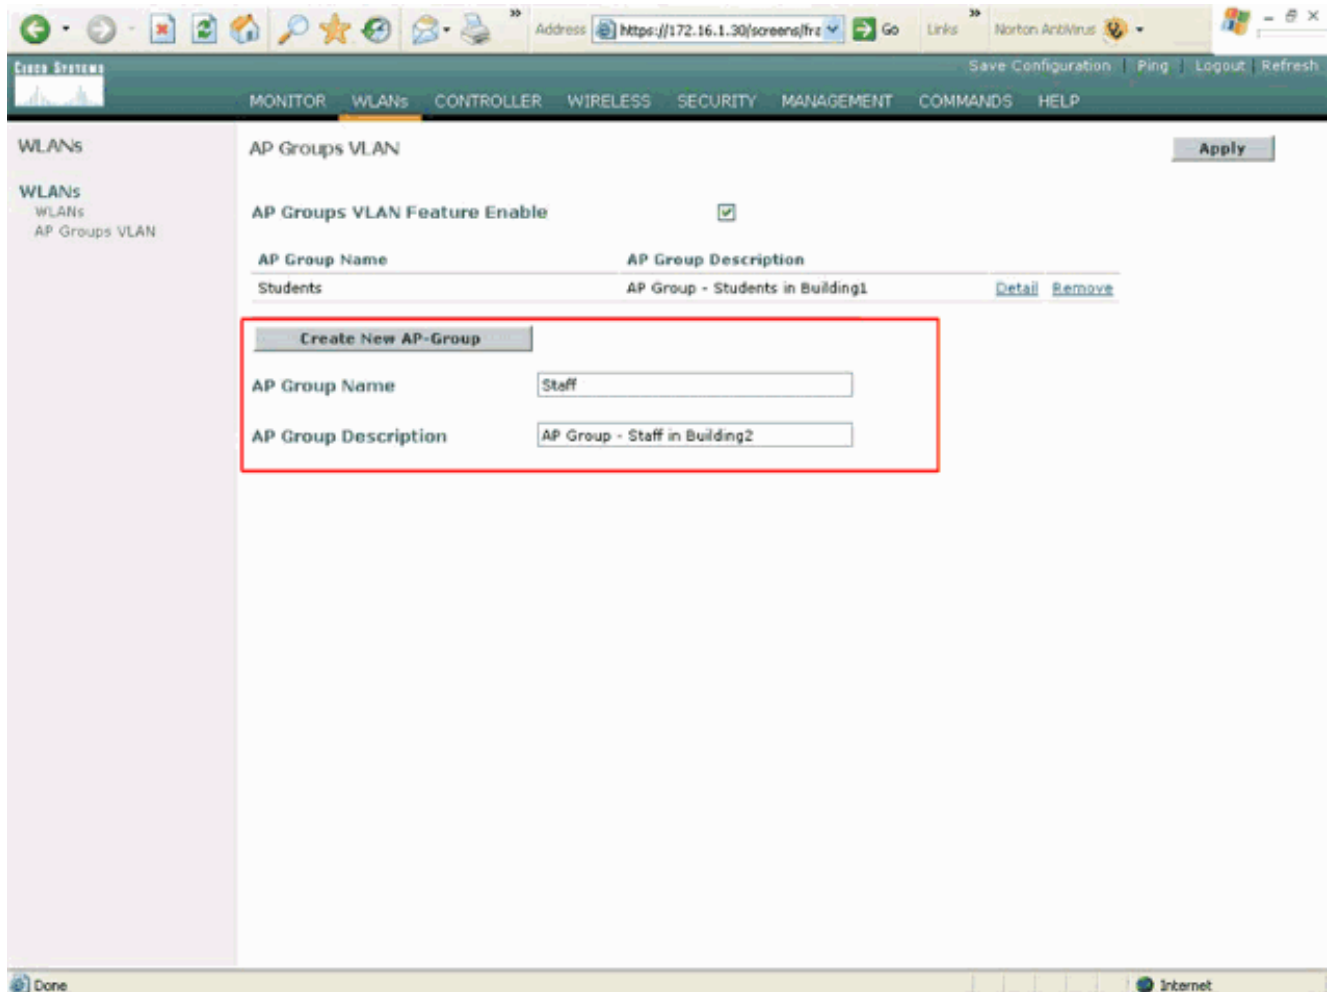 Address https://172.16.1.30/screens/fra Go Links Norton AntiVirus
CISCO SYSTEMS
Save Configuration | Ping | Logout | Refresh
MONITOR WLANs CONTROLLER WIRELESS SECURITY MANAGEMENT COMMANDS HELP
WLANs
WLANs
WLANs
AP Groups VLAN
AP Groups VLAN
Apply
AP Groups VLAN Feature Enable
AP Group Name AP Group Description
Students AP Group - Students in Building1 Detail Remove
Create New AP-Group
AP Group Name Staff
AP Group Description AP Group - Staff in Building2
Done Internet